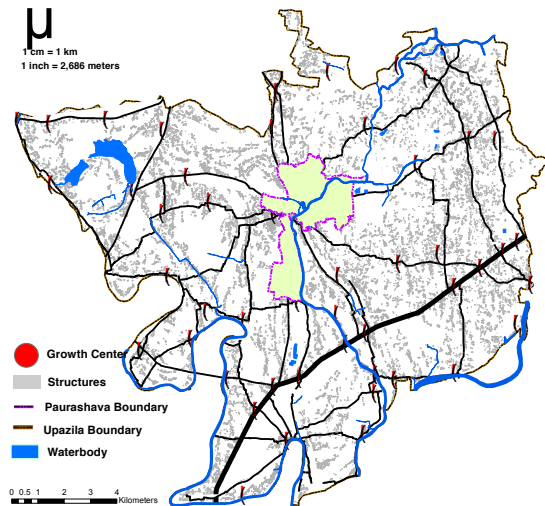 µ
1 cm = 1 km
1 inch = 2,686 meters
Growth Center
Structures
Paurashava Boundary
Upazila Boundary
Waterbody
0 0.5 1 2 3 4
Kilometers